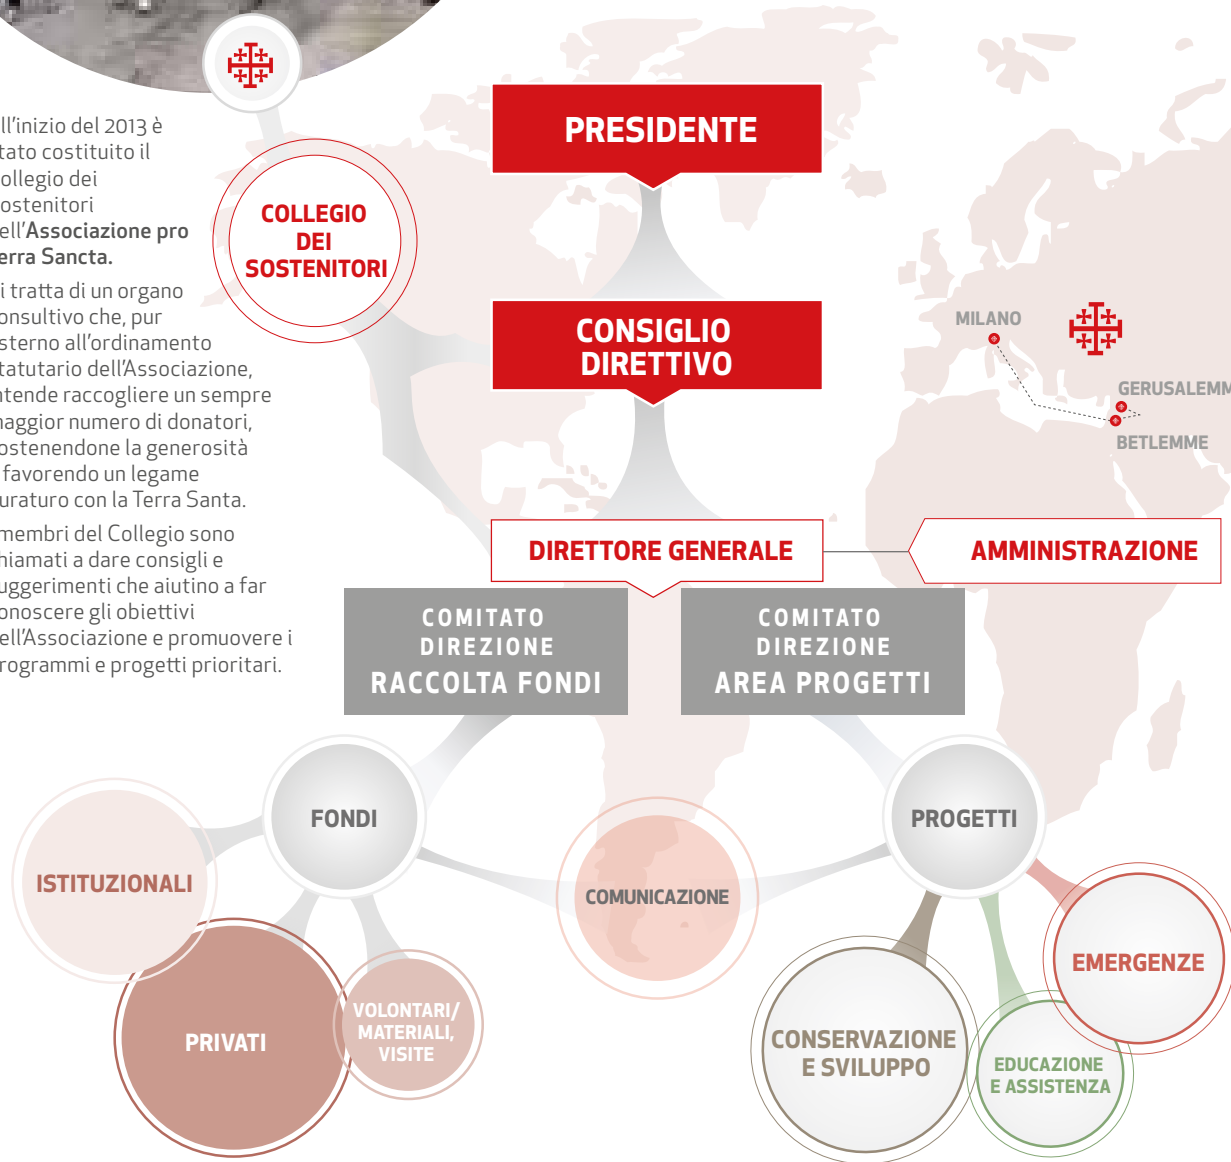 ll'inizio del 2013 è
tato costituito il
ollegio dei
ostenitori
ell'Associazione pro
erra Sancta.
i tratta di un organo
onsultivo che, pur
sterno all'ordinamento
tatutario dell'Associazione,
ntende raccogliere un sempre
maggior numero di donatori,
ostenendone la generosità
favorendo un legame
uraturo con la Terra Santa.
membri del Collegio sono
hiamati a dare consigli e
uggerimenti che aiutino a far
onoscere gli obiettivi
ell'Associazione e promuovere i
rogrammi e progetti prioritari.
COLLEGIO
DEI
SOSTENITORI
PRESIDENTE
CONSIGLIO
DIRETTIVO
MILANO
GERUSALEMM
BETLEMME
DIRETTORE GENERALE
AMMINISTRAZIONE
COMITATO
DIREZIONE
RACCOLTA FONDI
COMITATO
DIREZIONE
AREA PROGETTI
FONDI
PROGETTI
ISTITUZIONALI
COMUNICAZIONE
PRIVATI
VOLONTARI/
MATERIALI,
VISITE
CONSERVAZIONE
E SVILUPPO
EDUCAZIONE
E ASSISTENZA
EMERGENZE